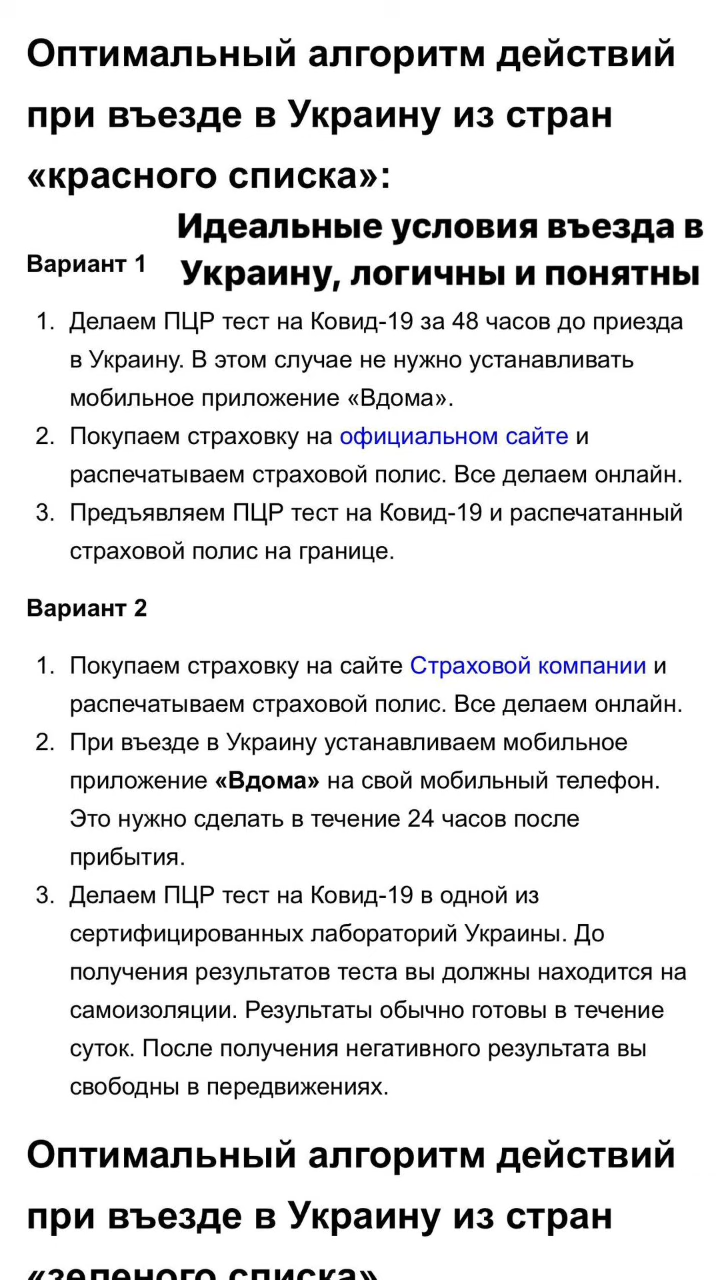 Оптимальный алгоритм действий
при въезде в Украину из стран
«красного списка»:
Идеальные условия въезда в
Украину, логичны и понятны
Вариант 1
1. Делаем ПЦР тест на Ковид-19 за 48 часов до приезда
в Украину. В этом случае не нужно устанавливать
мобильное приложение «Вдома».
2. Покупаем страховку на официальном сайте и
распечатываем страховой полис. Все делаем онлайн.
3. Предъявляем ПЦР тест на Ковид-19 и распечатанный
страховой полис на границе.
Вариант 2
1. Покупаем страховку на сайте Страховой компании и
распечатываем страховой полис. Все делаем онлайн.
2. При въезде в Украину устанавливаем мобильное
приложение «Вдома» на свой мобильный телефон.
Это нужно сделать в течение 24 часов после
прибытия.
3. Делаем ПЦР тест на Ковид-19 в одной из
сертифицированных лабораторий Украины. До
получения результатов теста вы должны находится на
самоизоляции. Результаты обычно готовы в течение
суток. После получения негативного результата вы
свободны в передвижениях.
Оптимальный алгоритм действий
при въезде в Украину из стран
«зеленого списка»